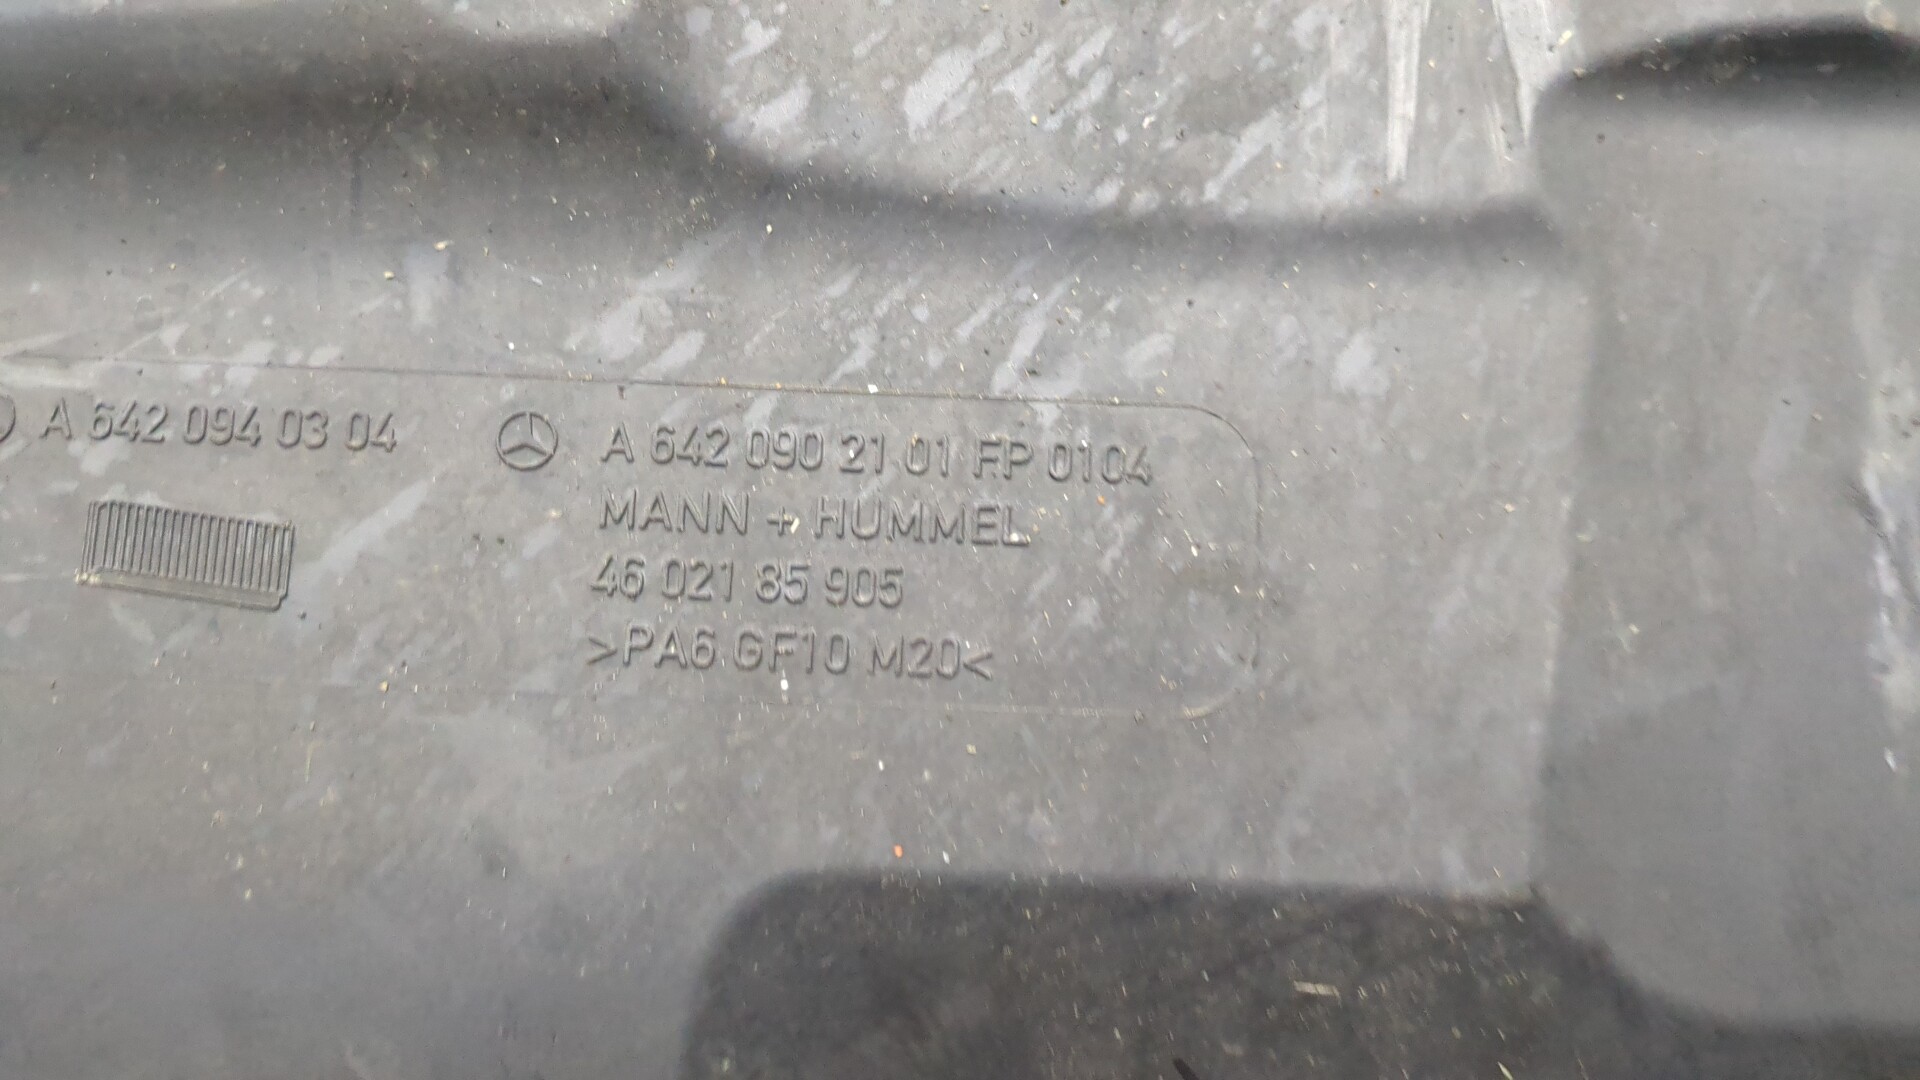 A 642 094 03 04
A 642 090 21 01 FP 0104
MANN + HUMMEL
46 021 85 905
>PA6 GF10 M20<